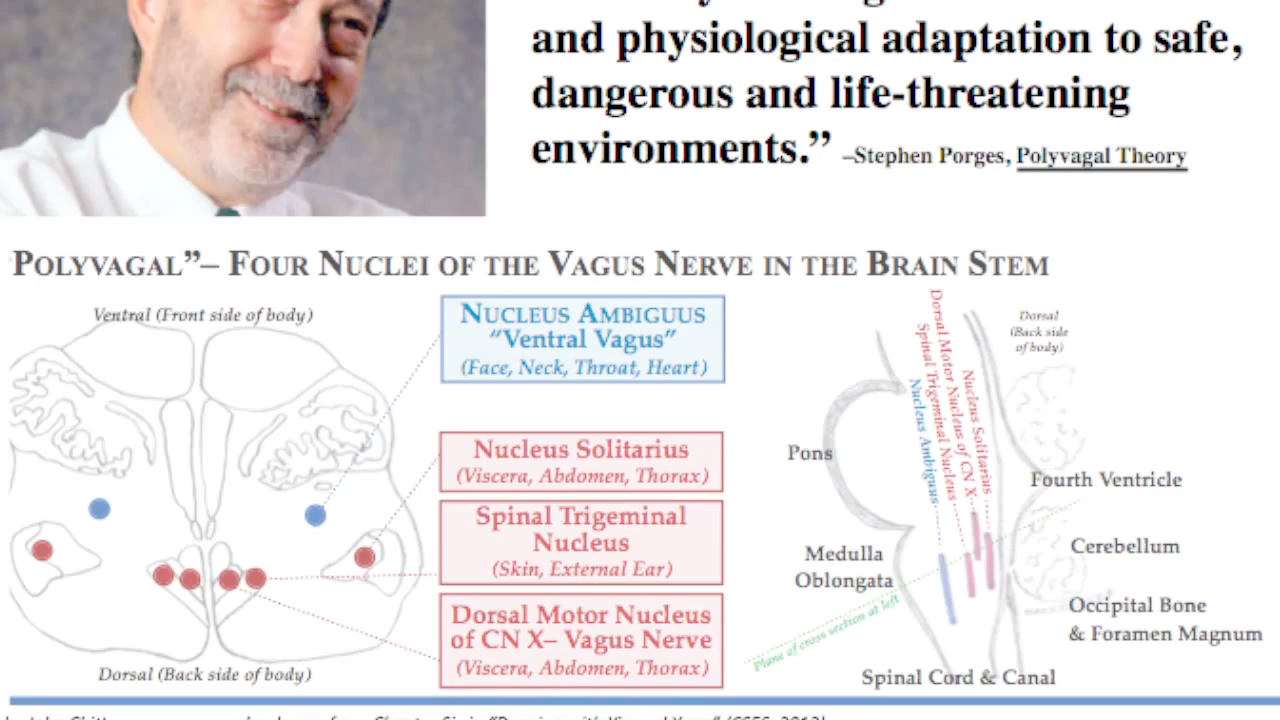 and physiological adaptation to safe,
dangerous and life-threatening
environments.” –Stephen Porges, Polyvagal Theory
POLYVAGAL”– FOUR NUCLEI OF THE VAGUS NERVE IN THE BRAIN STEM
Ventral (Front side of body)
NUCLEUS AMBIGUUS
“Ventral Vagus”
(Face, Neck, Throat, Heart)
Nucleus Solitarius
(Viscera, Abdomen, Thorax)
Spinal Trigeminal
Nucleus
(Skin, External Ear)
Dorsal Motor Nucleus
of CN X– Vagus Nerve
(Viscera, Abdomen, Thorax)
Dorsal (Back side of body)
Dorsal
(Back side
of body)
Nucleus Ambiguus
Spinal Trigeminal Nucleus
Dorsal Motor Nucleus of CN X
Nucleus Solitarius
Pons
Fourth Ventricle
Medulla
Oblongata
Cerebellum
Occipital Bone
& Foramen Magnum
Plane of cross section at left
Spinal Cord & Canal